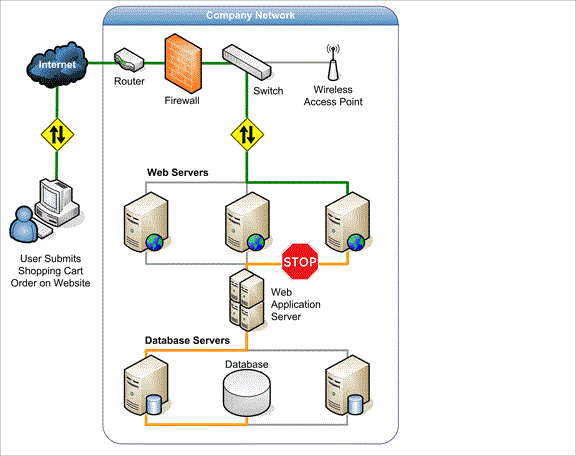 Company Network
Internet
Router
Firewall
Switch
Wireless
Access Point
Web Servers
User Submits
Shopping Cart
Order on Website
STOP
Web
Application
Server
Database Servers
Database